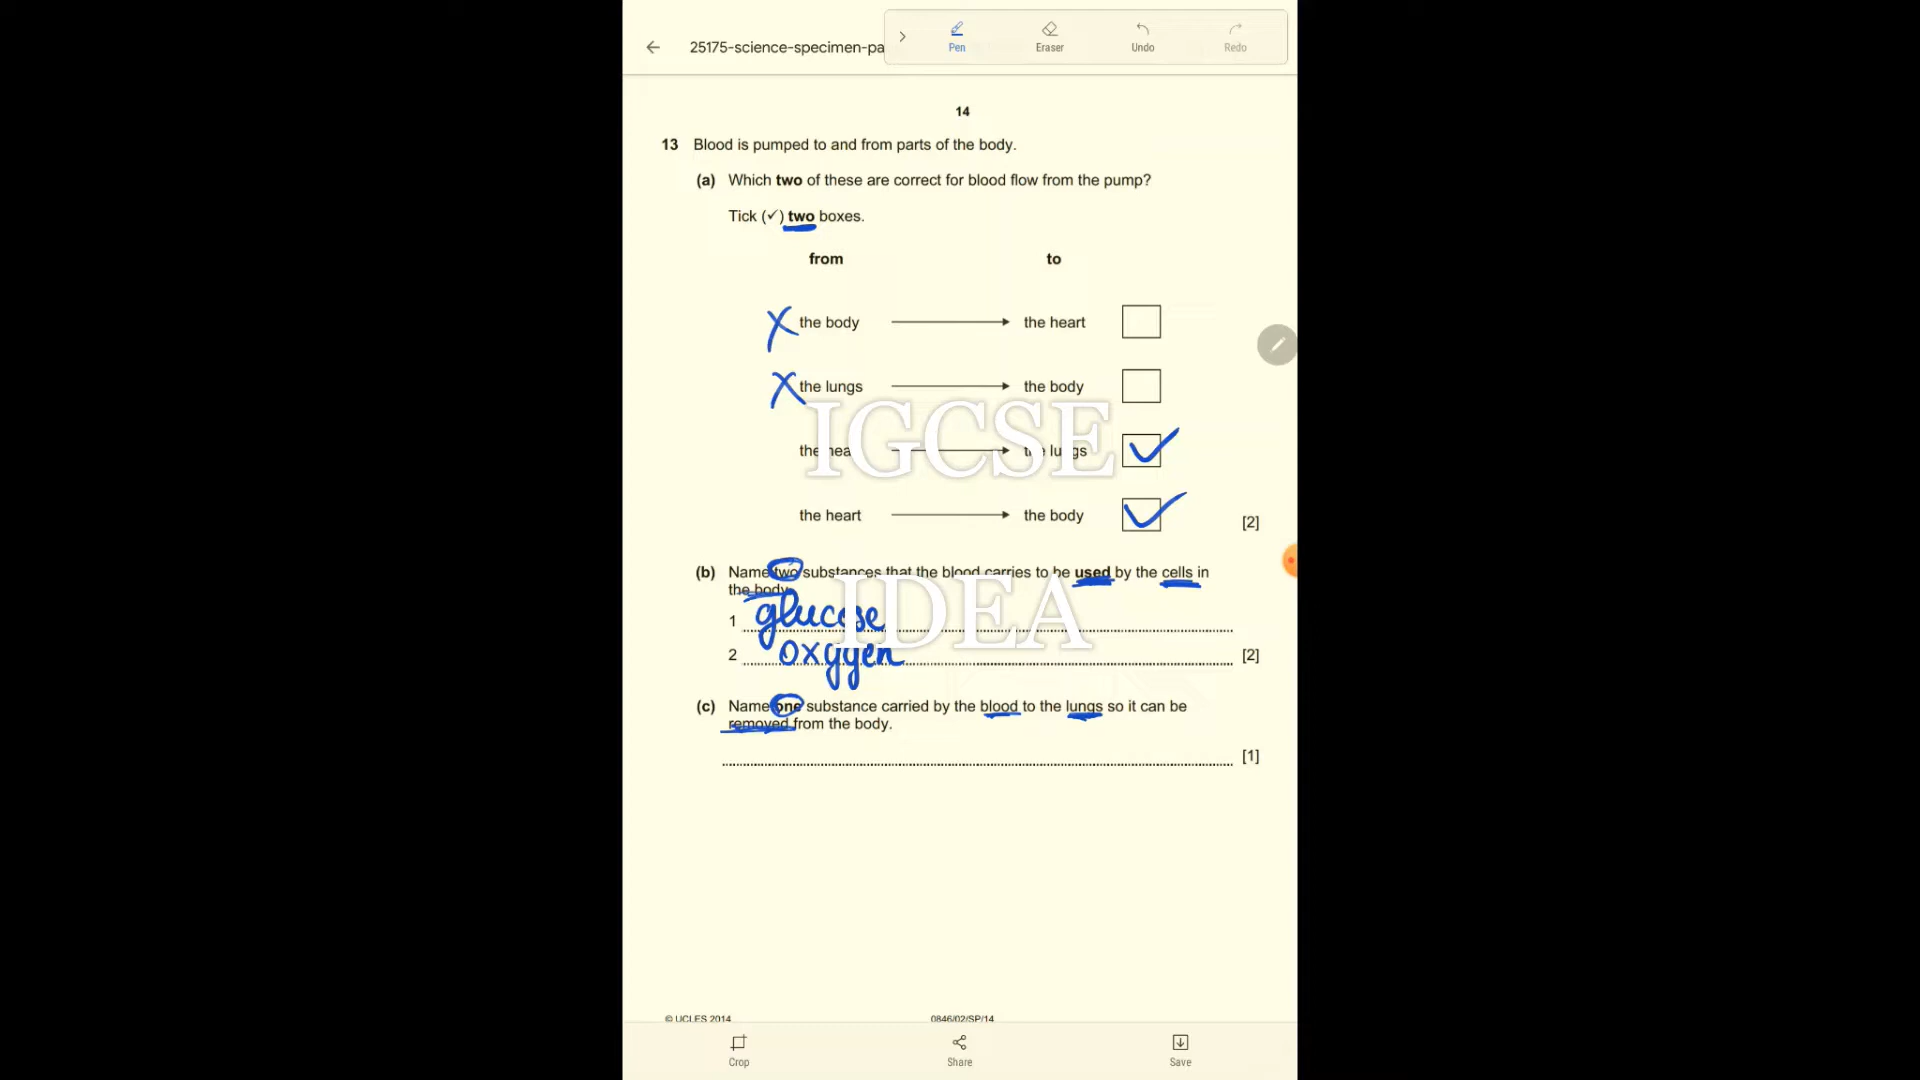 25175-science-specimen-pa
Pen
Eraser
Undo
Redo
14
13 Blood is pumped to and from parts of the body.
(a) Which two of these are correct for blood flow from the pump?
Tick (✓) two boxes.
from to
X the body the heart
X the lungs the body
the hea the lungs ✓
IGCSE
the heart the body ✓
[2]
(b) Name two substances that the blood carries to be used by the cells in
the body.
IDEA
1 glucose
2 oxygen [2]
(c) Name one substance carried by the blood to the lungs so it can be
removed from the body.
[1]
© UCLES 2014 0846/02/SP/14
Crop
Share
Save